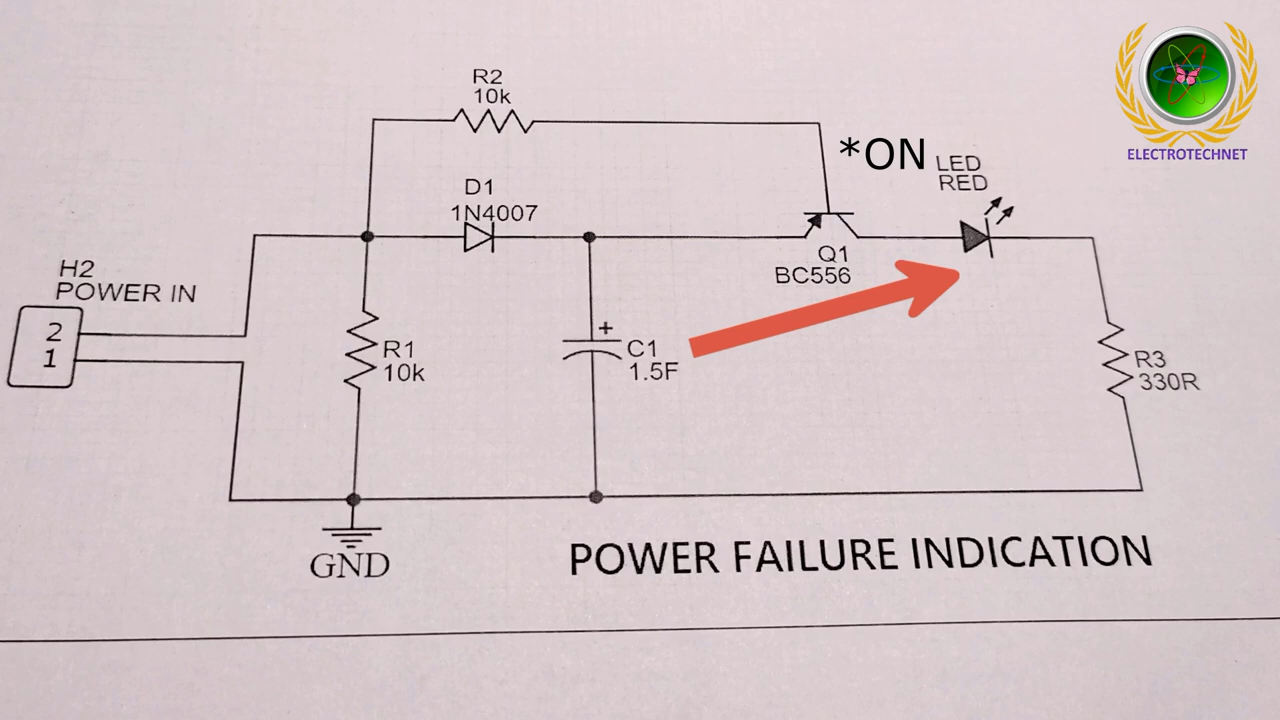 R2
10k
*ON
LED
RED
ELECTROTECHNET
D1
1N4007
Q1
BC556
H2
POWER IN
2
1
R1
10k
+
C1
1.5F
R3
330R
GND
POWER FAILURE INDICATION